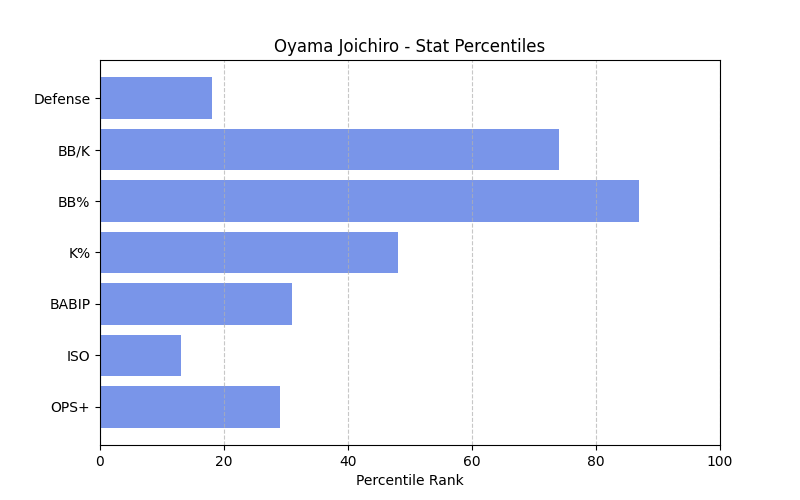 Oyama Joichiro - Stat Percentiles
Defense
BB/K
BB%
K%
BABIP
ISO
OPS+
0 20 40 60 80 100
Percentile Rank